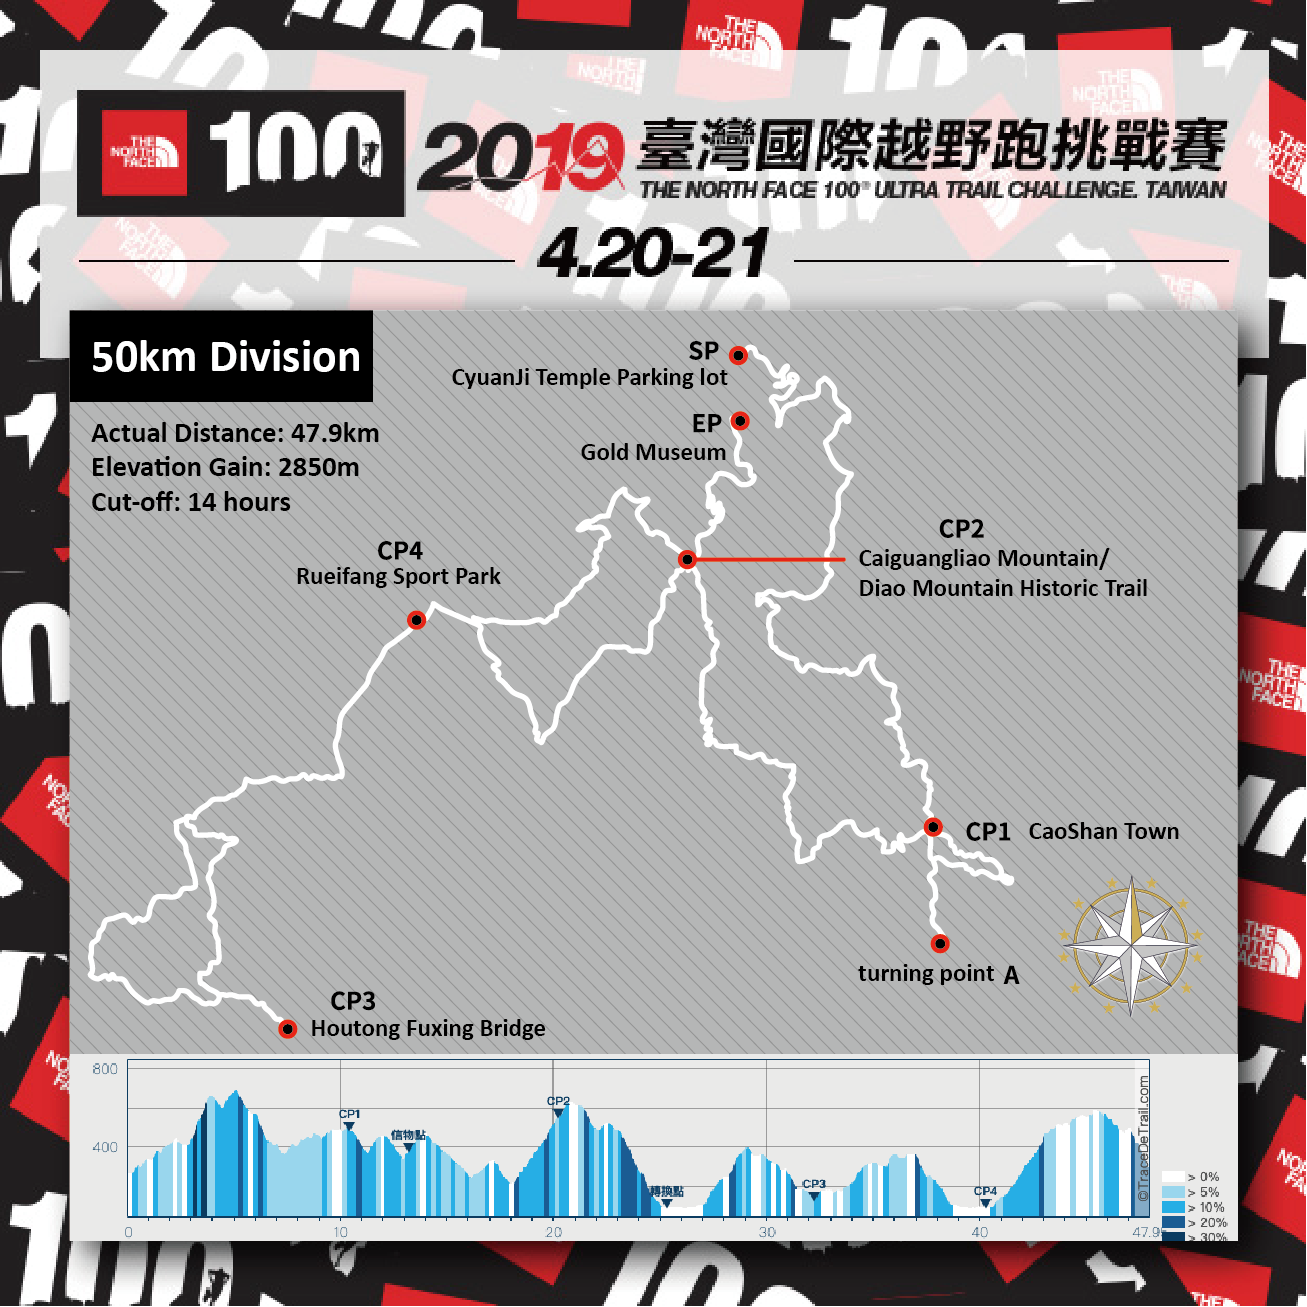 THE
NORTH
FACE
100
2019
臺灣國際越野跑挑戰賽
THE NORTH FACE 100® ULTRA TRAIL CHALLENGE. TAIWAN
4.20-21
50km Division
Actual Distance: 47.9km
Elevation Gain: 2850m
Cut-off: 14 hours
SP
CyuanJi Temple Parking lot
EP
Gold Museum
CP2
Caiguangliao Mountain/
Diao Mountain Historic Trail
CP4
Rueifang Sport Park
CP1 CaoShan Town
turning point A
CP3
Houtong Fuxing Bridge
800
400
CP1
信物點
CP2
轉換點
CP3
CP4
0
10
20
30
40
47.9
©TraceDeTrail.com
> 0%
> 5%
> 10%
> 20%
> 30%